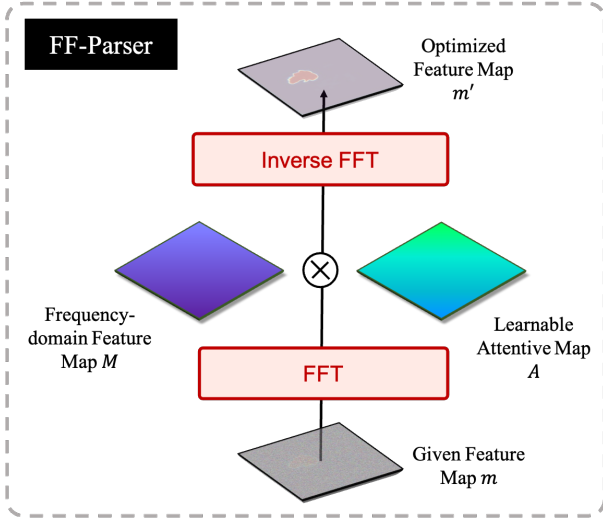 FF-Parser
Optimized
Feature Map
m′
Inverse FFT
Frequency-
domain Feature
Map M
Learnable
Attentive Map
A
FFT
Given Feature
Map m